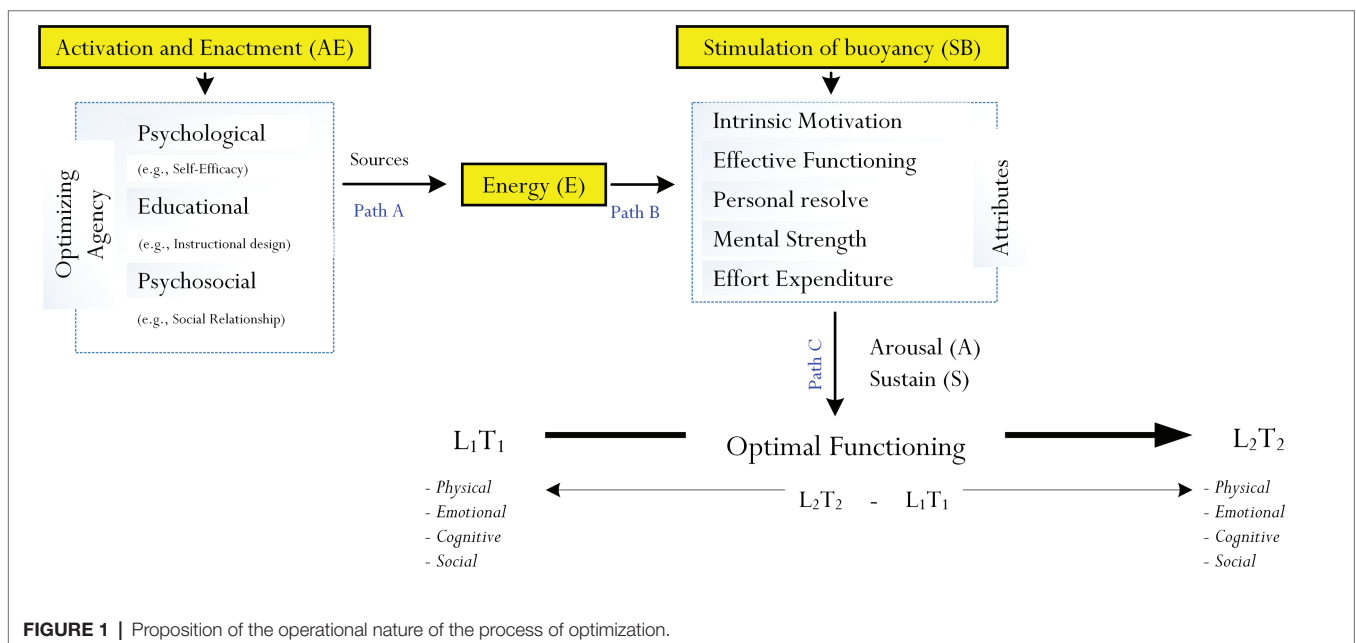 Activation and Enactment (AE)
Stimulation of buoyancy (SB)
Optimizing
Agency
Psychological
(e.g., Self-Efficacy)
Educational
(e.g., Instructional design)
Psychosocial
(e.g., Social Relationship)
Sources
Path A
Energy (E)
Path B
Intrinsic Motivation
Effective Functioning
Personal resolve
Mental Strength
Effort Expenditure
Attributes
Path C
Arousal (A)
Sustain (S)
L₁T₁
Optimal Functioning
L₂T₂
L₂T₂ - L₁T₁
- Physical
- Emotional
- Cognitive
- Social
- Physical
- Emotional
- Cognitive
- Social
FIGURE 1 | Proposition of the operational nature of the process of optimization.